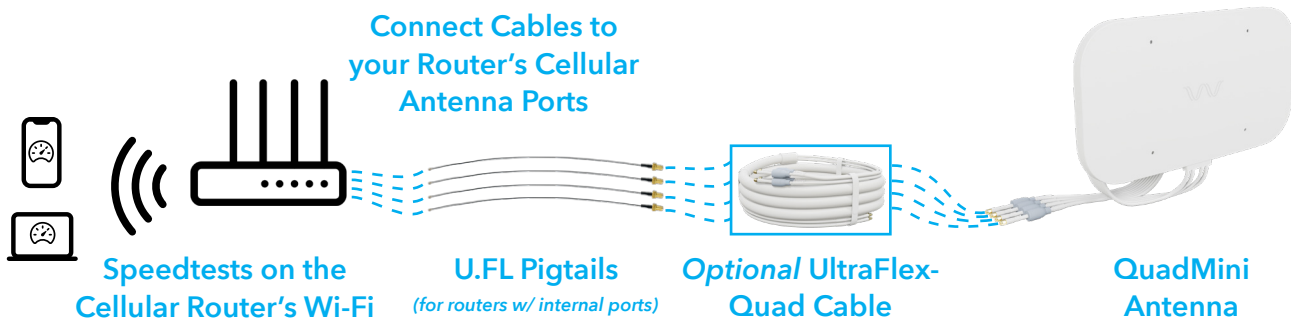 Connect Cables to
your Router's Cellular
Antenna Ports
Speedtests on the
Cellular Router's Wi-Fi
U.FL Pigtails
(for routers w/ internal ports)
Optional UltraFlex-
Quad Cable
QuadMini
Antenna